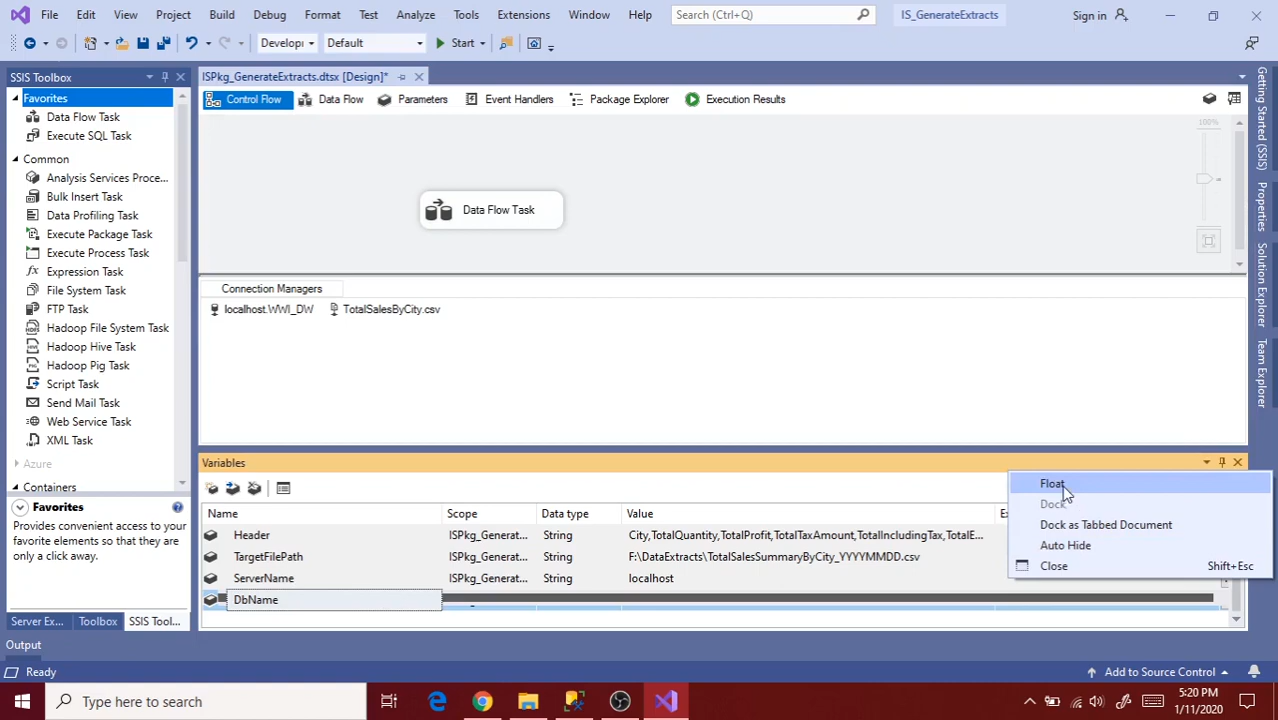 File Edit View Project Build Debug Format Test Analyze Tools Extensions Window Help Search (Ctrl+Q) IS_GenerateExtracts Sign in
Developi Default Start
SSIS Toolbox
Favorites
Data Flow Task
Execute SQL Task
Common
Analysis Services Proce...
Bulk Insert Task
Data Profiling Task
Execute Package Task
Execute Process Task
Expression Task
File System Task
FTP Task
Hadoop File System Task
Hadoop Hive Task
Hadoop Pig Task
Script Task
Send Mail Task
Web Service Task
XML Task
Azure
Containers
Favorites
Provides convenient access to your favorite elements so that they are only a click away.
Server Ex... Toolbox SSIS Tool...
ISPkg_GenerateExtracts.dtsx [Design]*
Control Flow Data Flow Parameters Event Handlers Package Explorer Execution Results
100%
Data Flow Task
Connection Managers
localhost.WWI_DW TotalSalesByCity.csv
Variables
Name Scope Data type Value
Header ISPkg_Generat... String City,TotalQuantity,TotalProfit,TotalTaxAmount,TotalIncludingTax,TotalE...
TargetFilePath ISPkg_Generat... String F:\DataExtracts\TotalSalesSummaryByCity_YYYYMMDD.csv
ServerName ISPkg_Generat... String localhost
DbName
Float
Dock
Dock as Tabbed Document
Auto Hide
Close Shift+Esc
Getting Started (SSIS)
Properties
Solution Explorer
Team Explorer
Output
Ready Add to Source Control
Type here to search
5:20 PM
1/11/2020